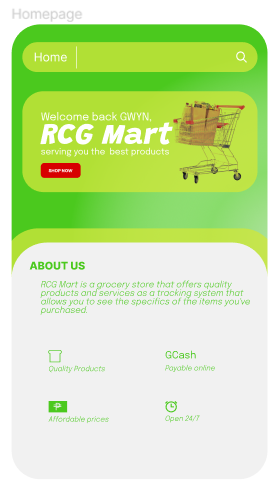 Homepage
Home
Welcome back GWYN,
RCG Mart
serving you the best products
SHOP NOW
ABOUT US
RCG Mart is a grocery store that offers quality
products and services as a tracking system that
allows you to see the specifics of the items you've
purchased.
Quality Products
GCash
Payable online
Affordable prices
Open 24/7